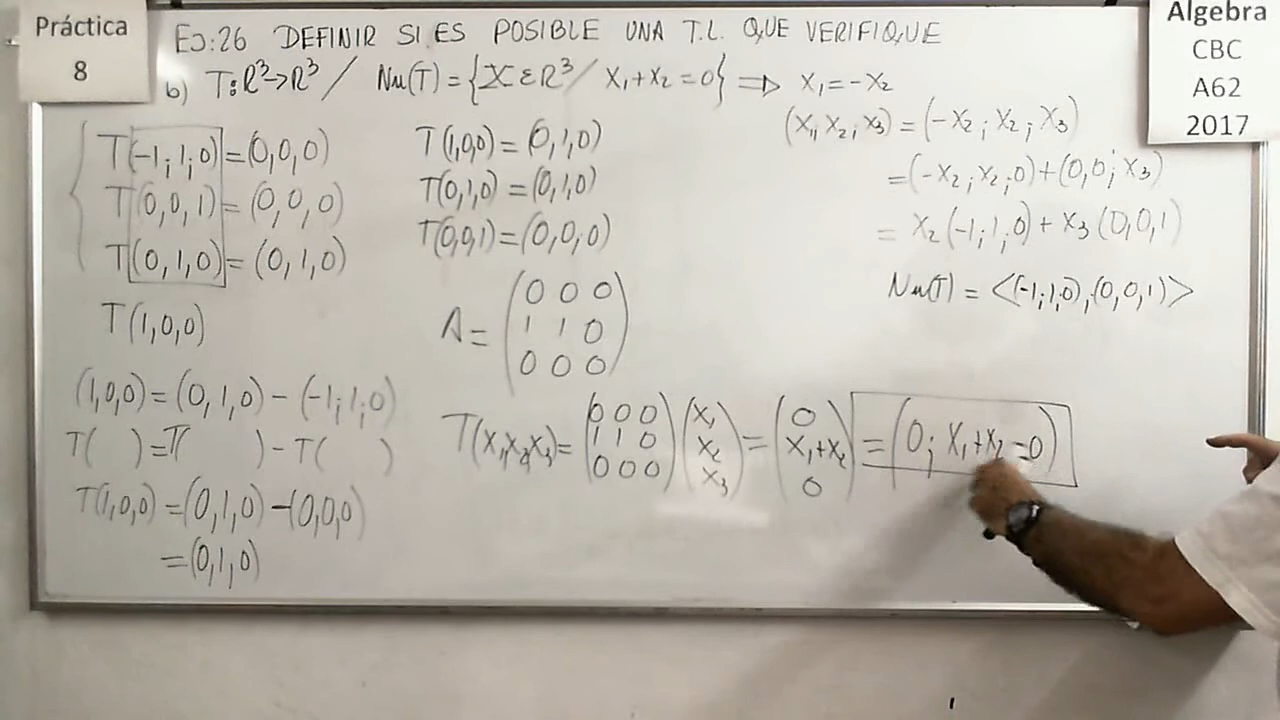 Práctica
8
Algebra
CBC
A62
2017
EJ:26 DEFINIR SI ES POSIBLE UNA T.L. QUE VERIFIQUE
b) T:R³→R³ / Nu(T) = {X ε R³ / X₁+X₂=0} ⇒ X₁=-X₂
T(-1;1;0)=(0,0,0)
T(0,0,1)=(0,0,0)
T(0,1,0)=(0,1,0)
T(1,0,0)
(1,0,0)=(0,1,0)-(-1;1;0)
T( )=T( )-T( )
T(1,0,0)=(0,1,0)-(0,0,0)
=(0,1,0)
T(1,0,0)=(0,1,0)
T(0,1,0)=(0,1,0)
T(0,0,1)=(0,0,0)
A=
0 0 0
1 1 0
0 0 0
(X₁,X₂;X₃)=(-X₂;X₂;X₃)
=(-X₂;X₂;0)+(0,0;X₃)
= X₂(-1;1;0)+X₃(0,0,1)
Nu(T)=<(-1;1;0),(0,0,1)>
T(X₁,X₂,X₃)=
0 0 0
1 1 0
0 0 0
X₁
X₂
X₃
=
0
X₁+X₂
0
=(0; X₁+X₂ 0)